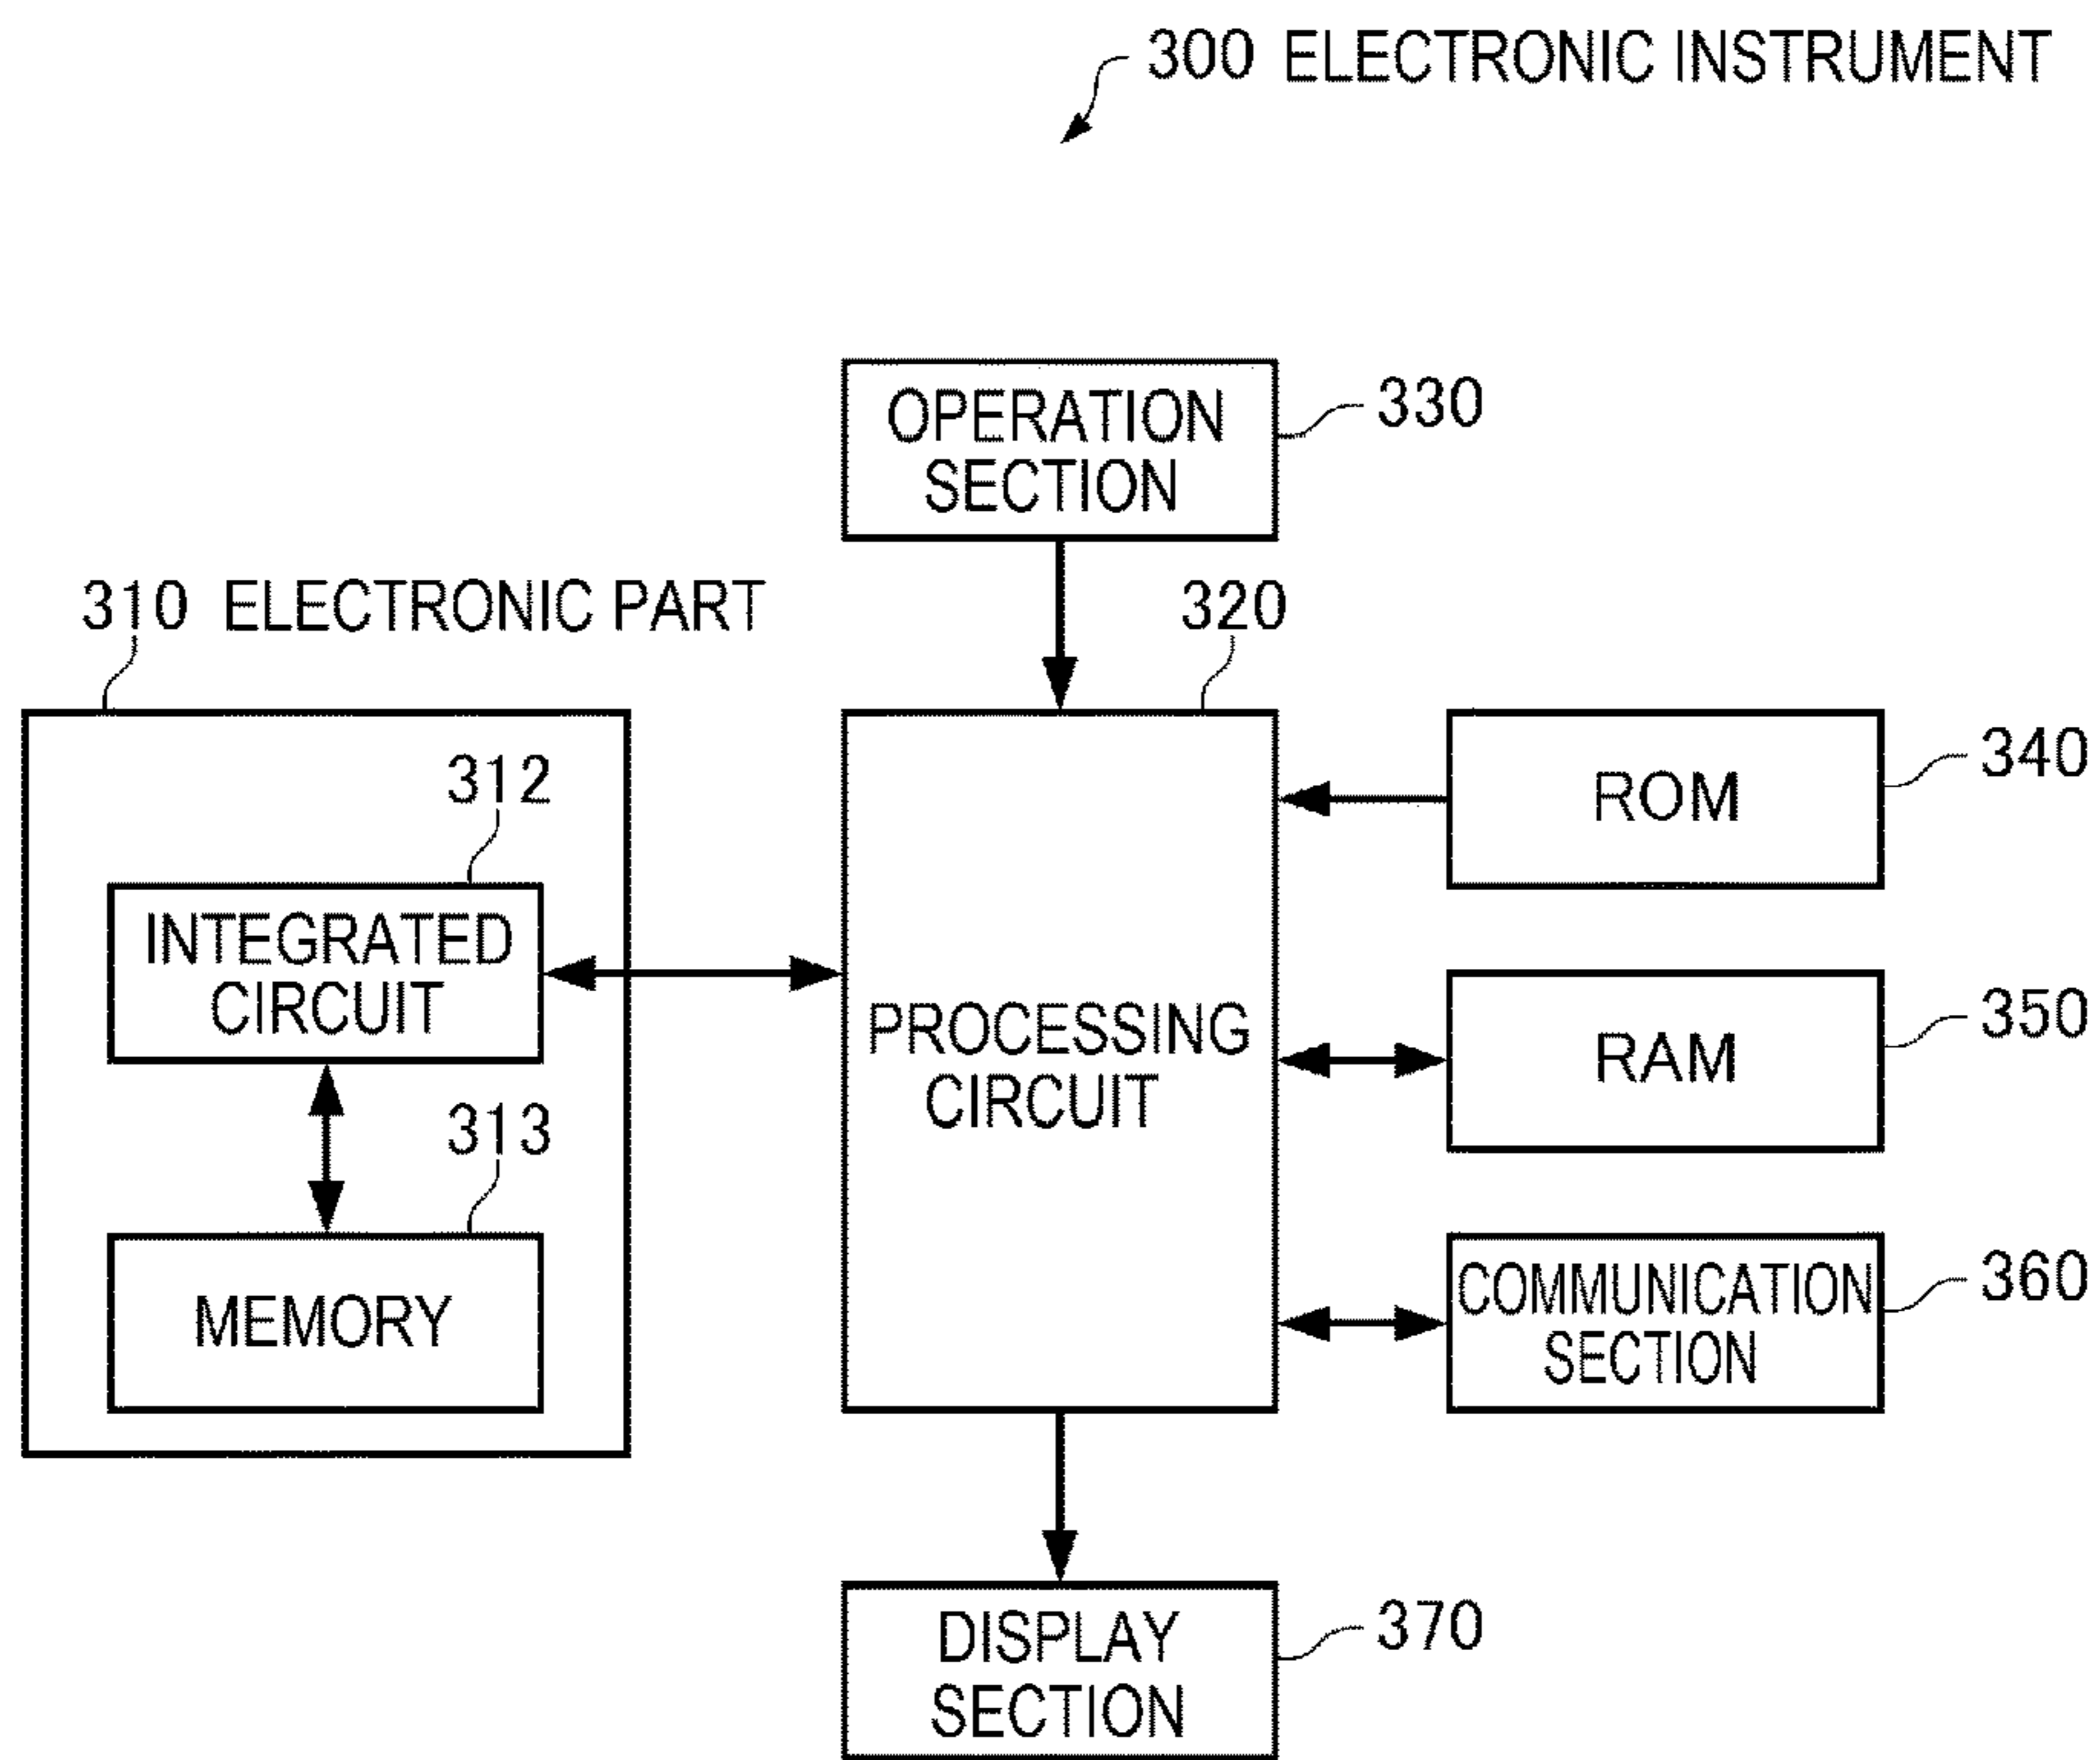 300 ELECTRONIC INSTRUMENT
OPERATION
SECTION
330
310 ELECTRONIC PART
320
312
INTEGRATED
CIRCUIT
313
MEMORY
PROCESSING
CIRCUIT
ROM
340
RAM
350
COMMUNICATION
SECTION
360
DISPLAY
SECTION
370